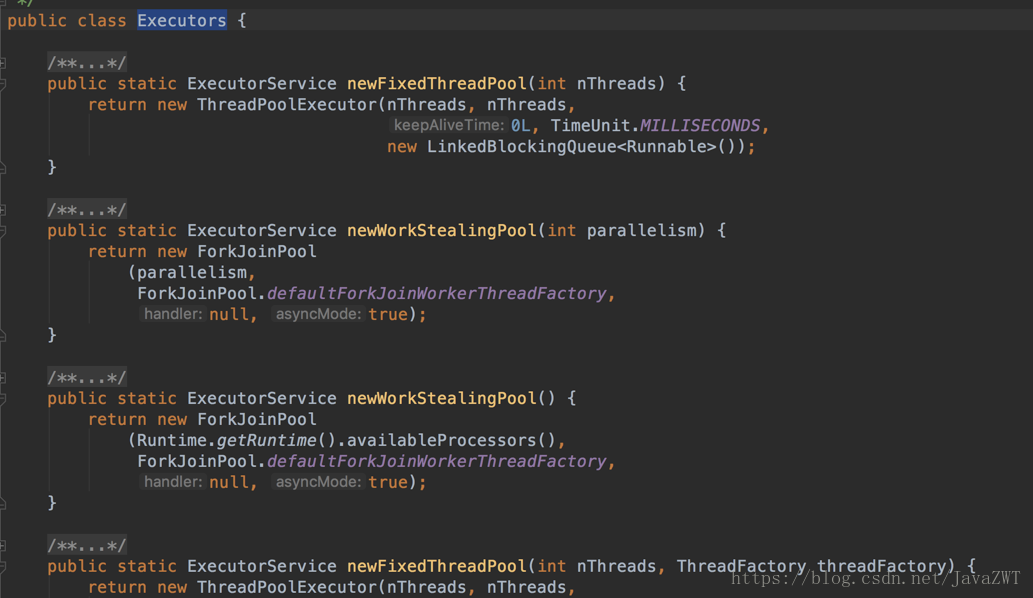 */
public class Executors {
/**...*/
public static ExecutorService newFixedThreadPool(int nThreads) {
return new ThreadPoolExecutor(nThreads, nThreads,
keepAliveTime: 0L, TimeUnit.MILLISECONDS,
new LinkedBlockingQueue<Runnable>());
}
/**...*/
public static ExecutorService newWorkStealingPool(int parallelism) {
return new ForkJoinPool
(parallelism,
ForkJoinPool.defaultForkJoinWorkerThreadFactory,
handler: null, asyncMode: true);
}
/**...*/
public static ExecutorService newWorkStealingPool() {
return new ForkJoinPool
(Runtime.getRuntime().availableProcessors(),
ForkJoinPool.defaultForkJoinWorkerThreadFactory,
handler: null, asyncMode: true);
}
/**...*/
public static ExecutorService newFixedThreadPool(int nThreads, ThreadFactory threadFactory) {
return new ThreadPoolExecutor(nThreads, nThreads,
https://blog.csdn.net/JavaZWT